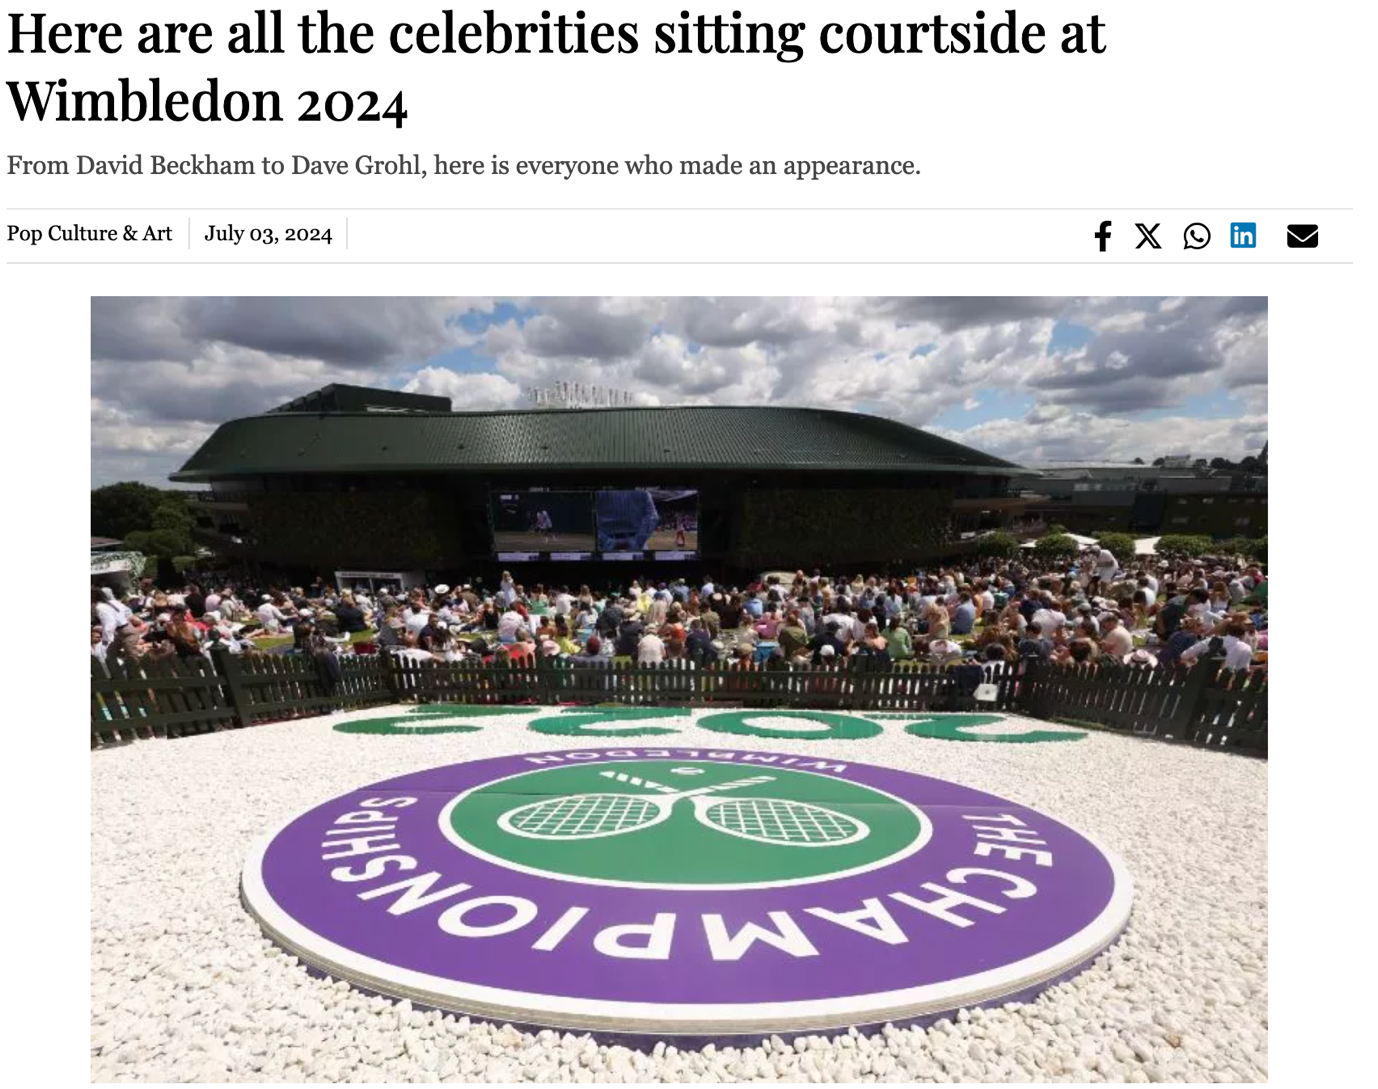 Here are all the celebrities sitting courtside at
Wimbledon 2024
From David Beckham to Dave Grohl, here is everyone who made an appearance.
Pop Culture & Art
July 03, 2024
2022
WIMBLEDON
THE CHAMPIONSHIPS